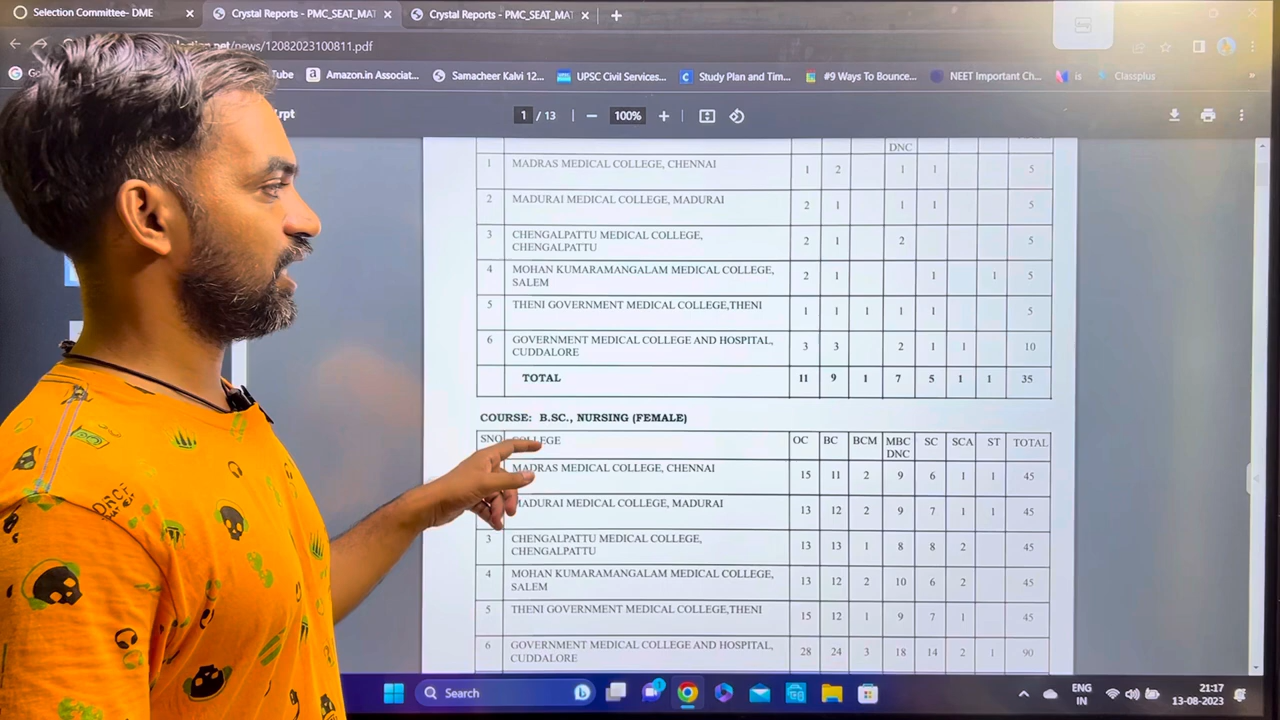 Selection Committee- DME
Crystal Reports - PMC_SEAT_MAT
Crystal Reports - PMC_SEAT_MAT
.net/news/12082023100811.pdf
Amazon.in Associat...
Samacheer Kalvi 12...
UPSC Civil Services...
Study Plan and Tim...
#9 Ways To Bounce...
NEET Important Ch...
is
Classplus
.rpt
1 / 13
100%
DNC
1 MADRAS MEDICAL COLLEGE, CHENNAI 1 2 1 1 5
2 MADURAI MEDICAL COLLEGE, MADURAI 2 1 1 1 5
3 CHENGALPATTU MEDICAL COLLEGE, CHENGALPATTU 2 1 2 5
4 MOHAN KUMARAMANGALAM MEDICAL COLLEGE, SALEM 2 1 1 1 5
5 THENI GOVERNMENT MEDICAL COLLEGE,THENI 1 1 1 1 1 5
6 GOVERNMENT MEDICAL COLLEGE AND HOSPITAL, CUDDALORE 3 3 2 1 1 10
TOTAL 11 9 1 7 5 1 1 35
COURSE: B.SC., NURSING (FEMALE)
SNO COLLEGE OC BC BCM MBC DNC SC SCA ST TOTAL
MADRAS MEDICAL COLLEGE, CHENNAI 15 11 2 9 6 1 1 45
MADURAI MEDICAL COLLEGE, MADURAI 13 12 2 9 7 1 1 45
3 CHENGALPATTU MEDICAL COLLEGE, CHENGALPATTU 13 13 1 8 8 2 45
4 MOHAN KUMARAMANGALAM MEDICAL COLLEGE, SALEM 13 12 2 10 6 2 45
5 THENI GOVERNMENT MEDICAL COLLEGE,THENI 15 12 1 9 7 1 45
6 GOVERNMENT MEDICAL COLLEGE AND HOSPITAL, CUDDALORE 28 24 3 18 14 2 1 90
Search
ENG
IN
21:17
13-08-2023